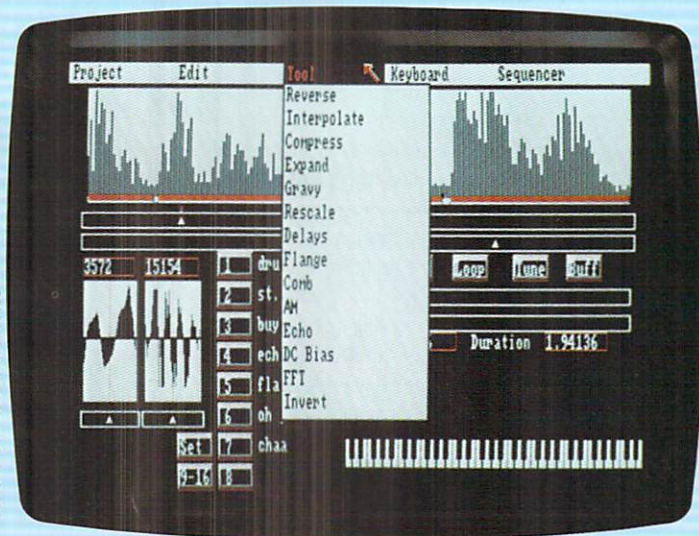 Project Edit Tool Keyboard Sequencer
Reverse
Interpolate
Compress
Expand
Gravy
Rescale
Delays
Flange
Comb
AM
Echo
DC Bias
FFT
Invert
3572 15154
1 dru
2 st.
3 buy
4 ech
5 fla
6 oh
Set 7 chaa
9-16 8
Loop Tune Buff
Duration 1.94136